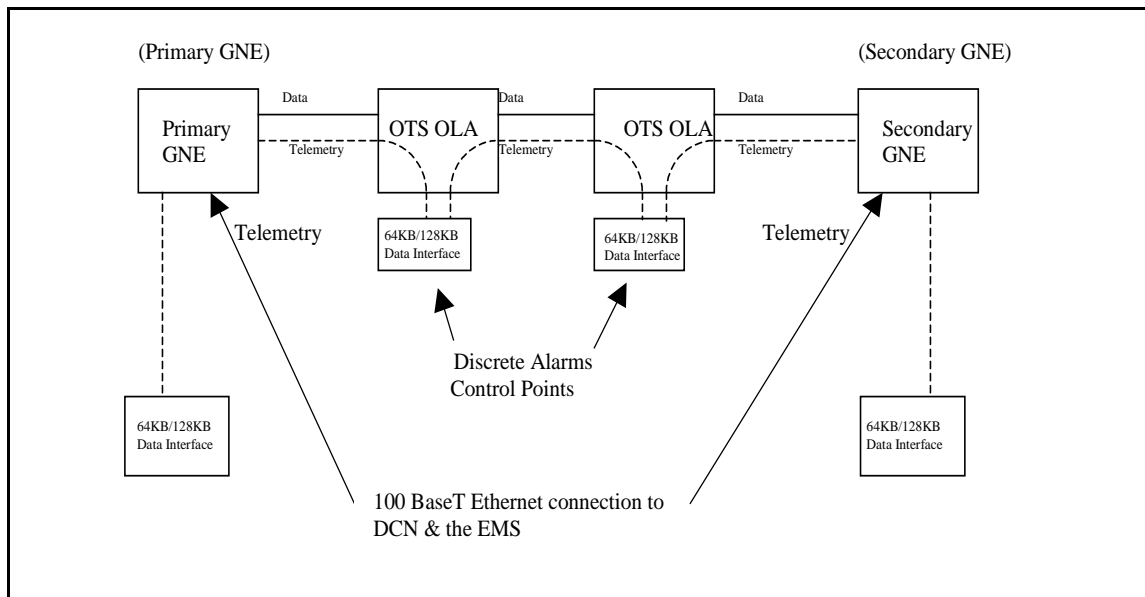 (Primary GNE)
(Secondary GNE)
Data
Data
Data
Primary
GNE
OTS OLA
OTS OLA
Secondary
GNE
Telemetry
Telemetry
Telemetry
Telemetry
Telemetry
64KB/128KB
Data Interface
64KB/128KB
Data Interface
Discrete Alarms
Control Points
64KB/128KB
Data Interface
64KB/128KB
Data Interface
100 BaseT Ethernet connection to
DCN & the EMS